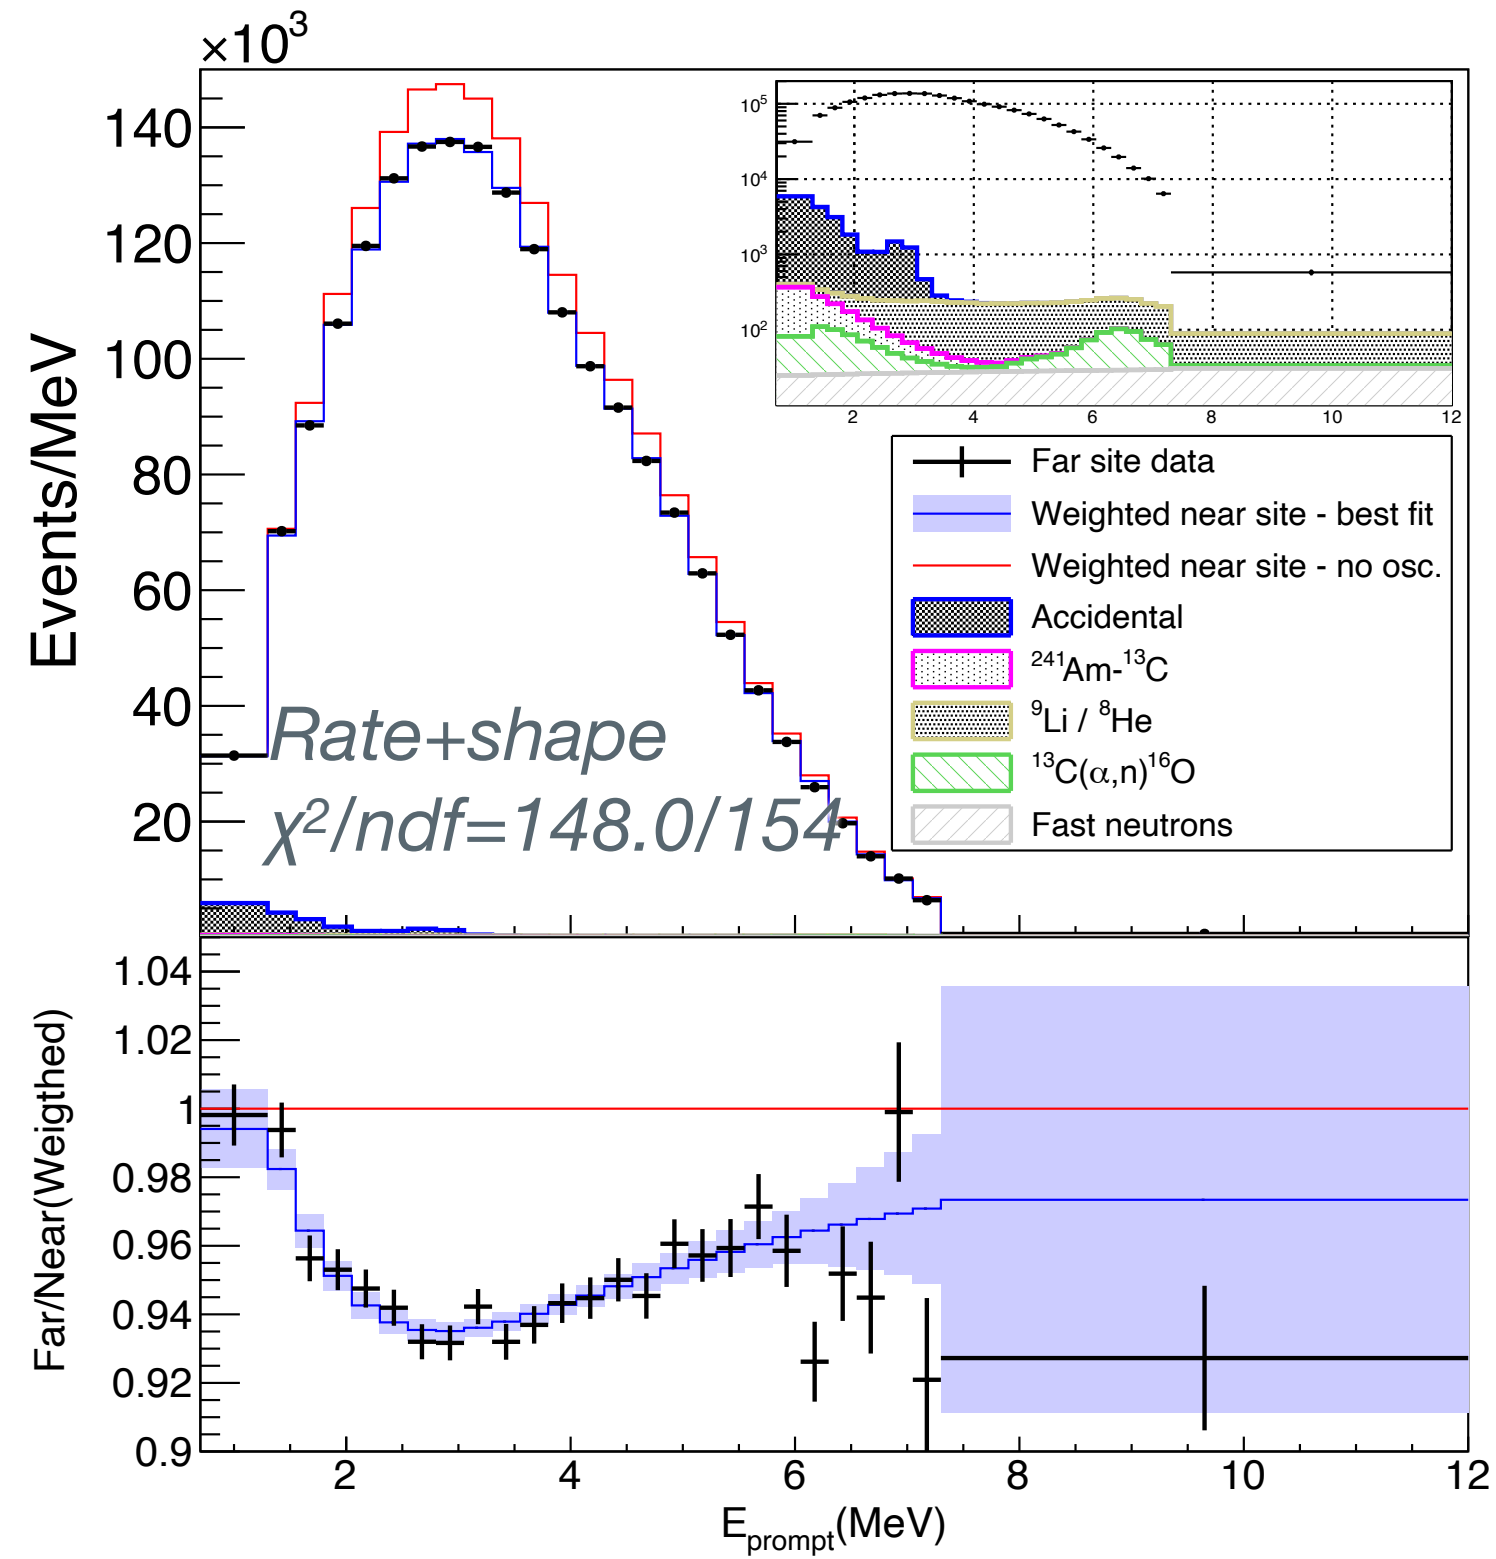 ×10³
Events/MeV
140
120
100
80
60
40
20
10⁵
10⁴
10³
10²
2 4 6 8 10 12
Far site data
Weighted near site - best fit
Weighted near site - no osc.
Accidental
²⁴¹Am-¹³C
⁹Li / ⁸He
¹³C(α,n)¹⁶O
Fast neutrons
Rate+shape
χ²/ndf=148.0/154
Far/Near(Weigthed)
1.04
1.02
1
0.98
0.96
0.94
0.92
0.9
2 4 6 8 10 12
E_prompt(MeV)